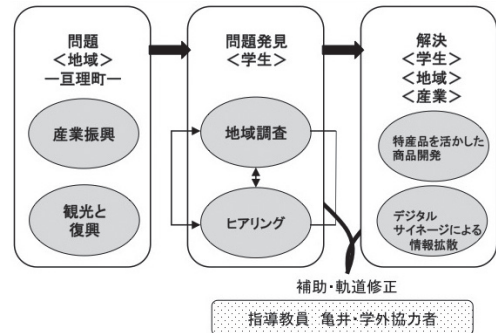 問題
＜地域＞
―亘理町―
産業振興
観光と
復興
問題発見
＜学生＞
地域調査
ヒアリング
解決
＜学生＞
＜地域＞
＜産業＞
特産品を活かした
商品開発
デジタル
サイネージによる
情報拡散
補助・軌道修正
指導教員 亀井・学外協力者